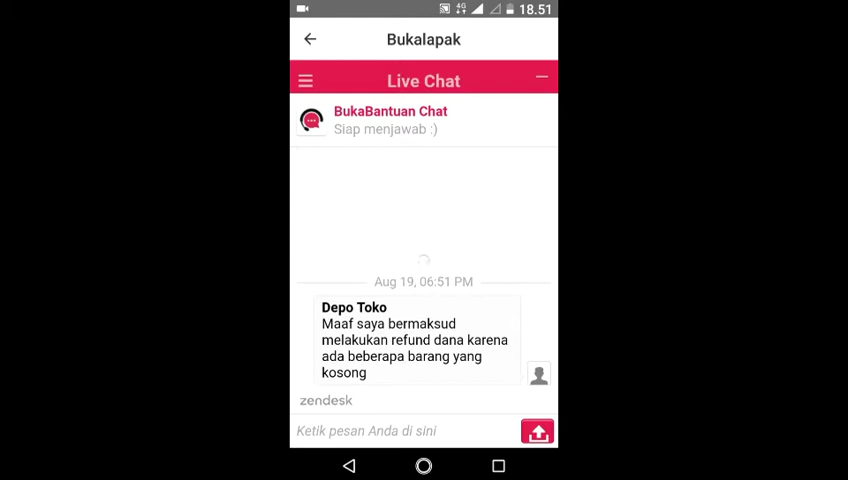 4G 18.51
Bukalapak
Live Chat
BukaBantuan Chat
Siap menjawab :)
Aug 19, 06:51 PM
Depo Toko
Maaf saya bermaksud
melakukan refund dana karena
ada beberapa barang yang
kosong
zendesk
Ketik pesan Anda di sini